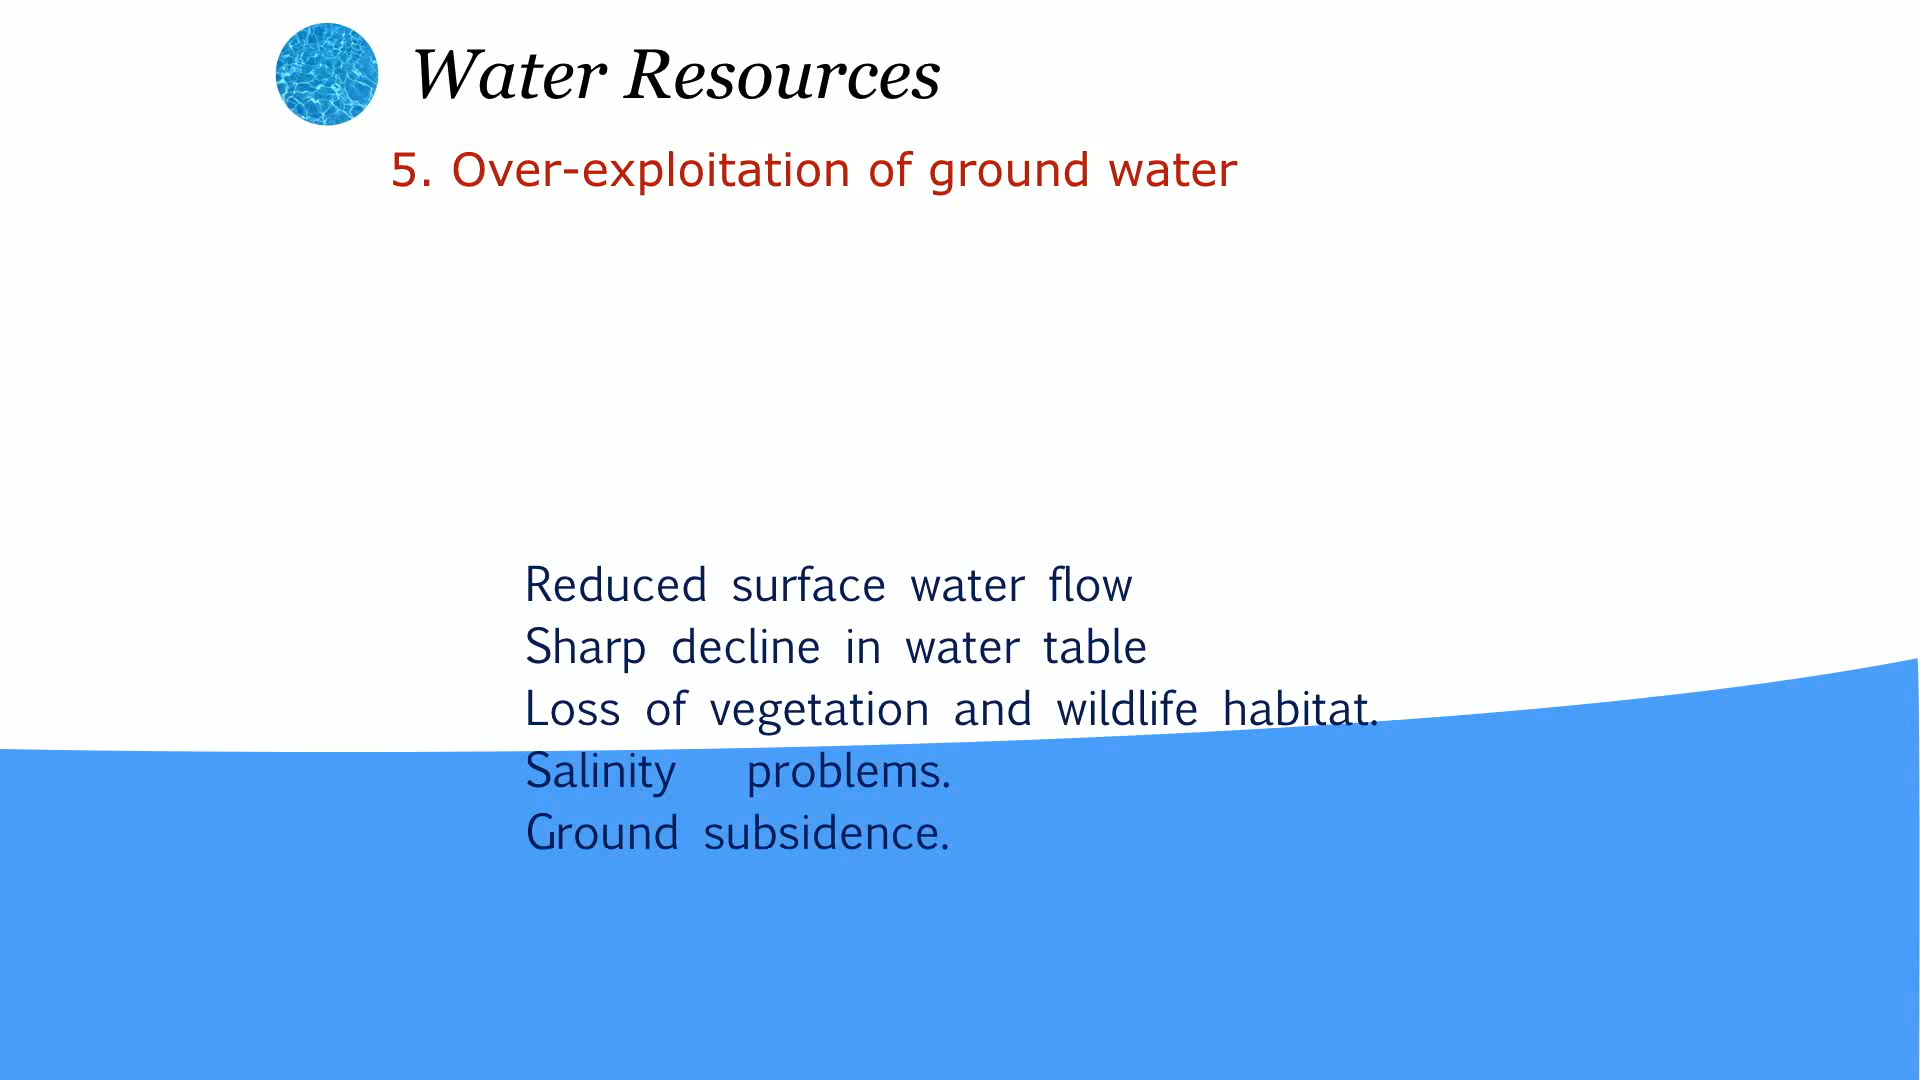 Water Resources
5. Over-exploitation of ground water
Reduced surface water flow
Sharp decline in water table
Loss of vegetation and wildlife habitat.
Salinity problems.
Ground subsidence.